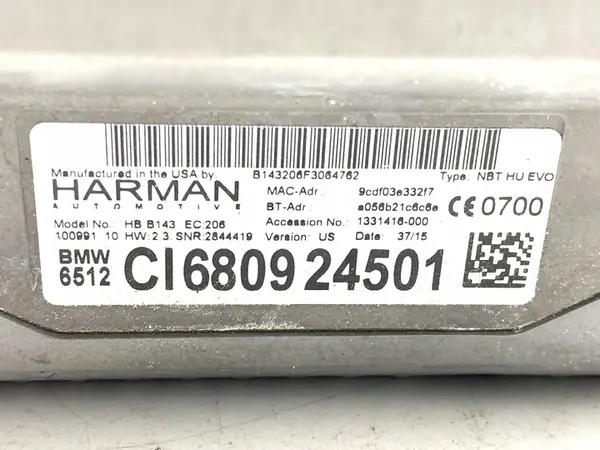 Manufactured in the USA by: B143206F3064762 Type: NBT HU EVO
HARMAN MAC-Adr.: 9cdf03e332f7
AUTOMOTIVE BT-Adr.: a056b21c6c6e CE 0700
Model No.: HB B143 EC:206 Accession No.: 1331416-000
100991 10 HW:2.3. SNR:2844419 Version: US Date: 37/15
BMW
6512 CI680924501